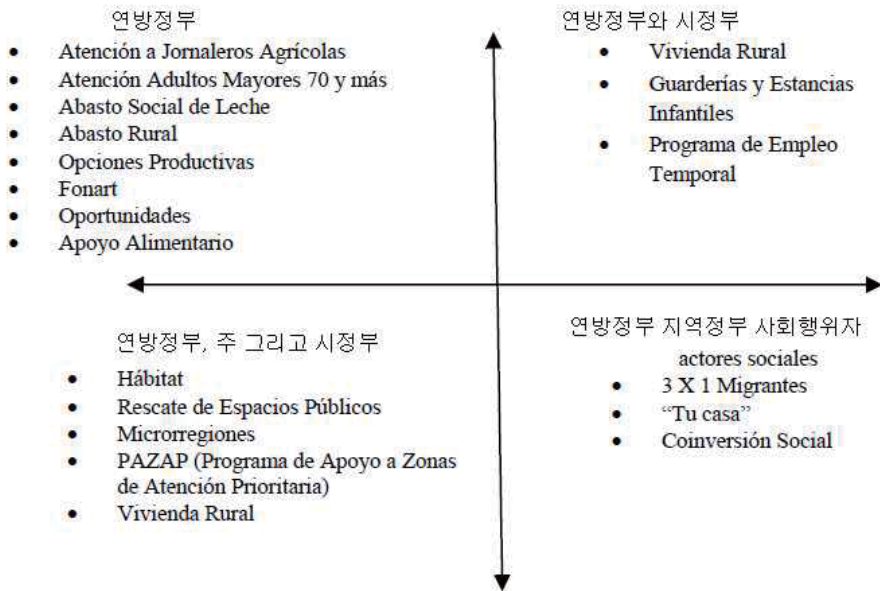 연방정부
Atención a Jornaleros Agrícolas
Atención Adultos Mayores 70 y más
Abasto Social de Leche
Abasto Rural
Opciones Productivas
Fonart
Oportunidades
Apoyo Alimentario
연방정부와 시정부
Vivienda Rural
Guarderías y Estancias
Infantiles
Programa de Empleo
Temporal
연방정부, 주 그리고 시정부
Hábitat
Rescate de Espacios Públicos
Microrregiones
PAZAP (Programa de Apoyo a Zonas
de Atención Prioritaria)
Vivienda Rural
연방정부 지역정부 사회행위자
actores sociales
3 X 1 Migrantes
“Tu casa”
Coinversión Social